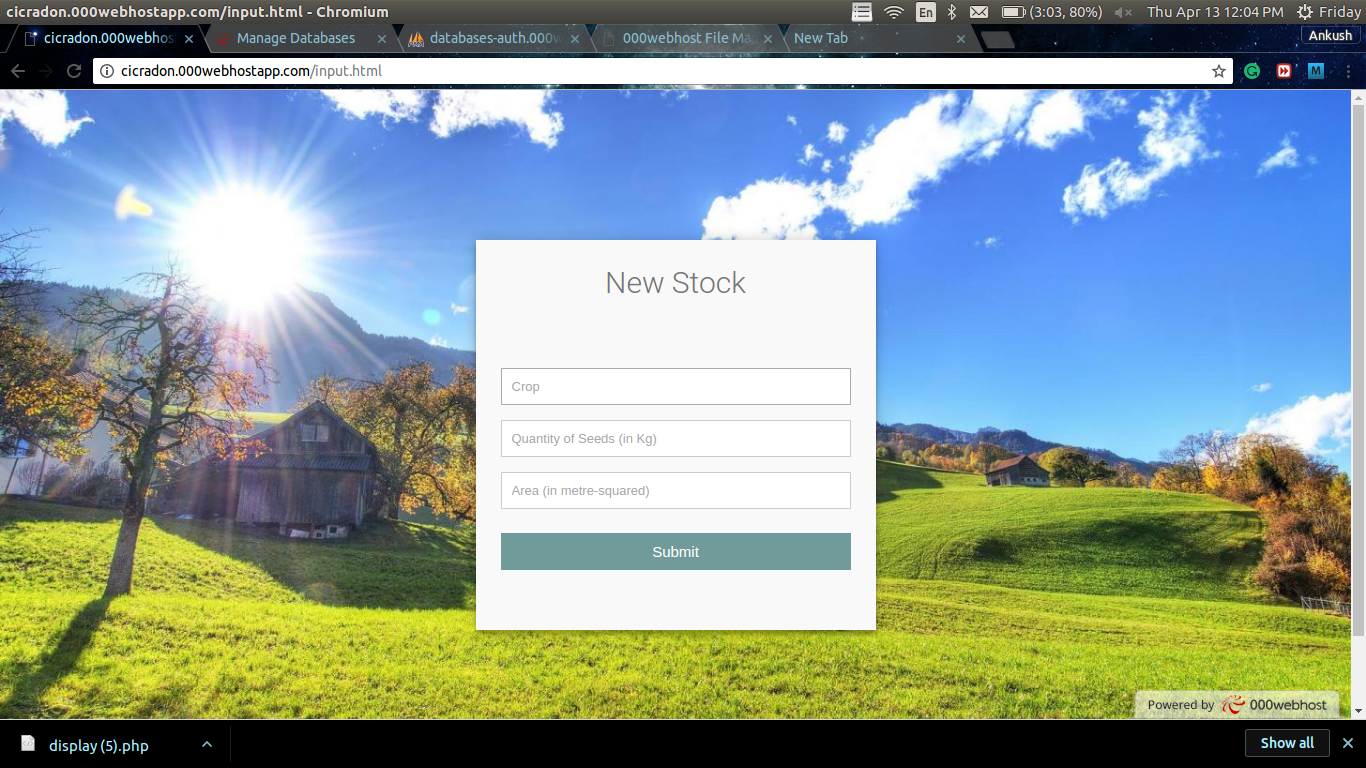 cicradon.000webhostapp.com/input.html - Chromium
En
(3:03, 80%)
Thu Apr 13 12:04 PM
Friday
cicradon.000webhos
Manage Databases
databases-auth.000w
000webhost File Ma
New Tab
Ankush
cicradon.000webhostapp.com/input.html
M
New Stock
Crop
Quantity of Seeds (in Kg)
Area (in metre-squared)
Submit
Powered by 000webhost
display (5).php
Show all